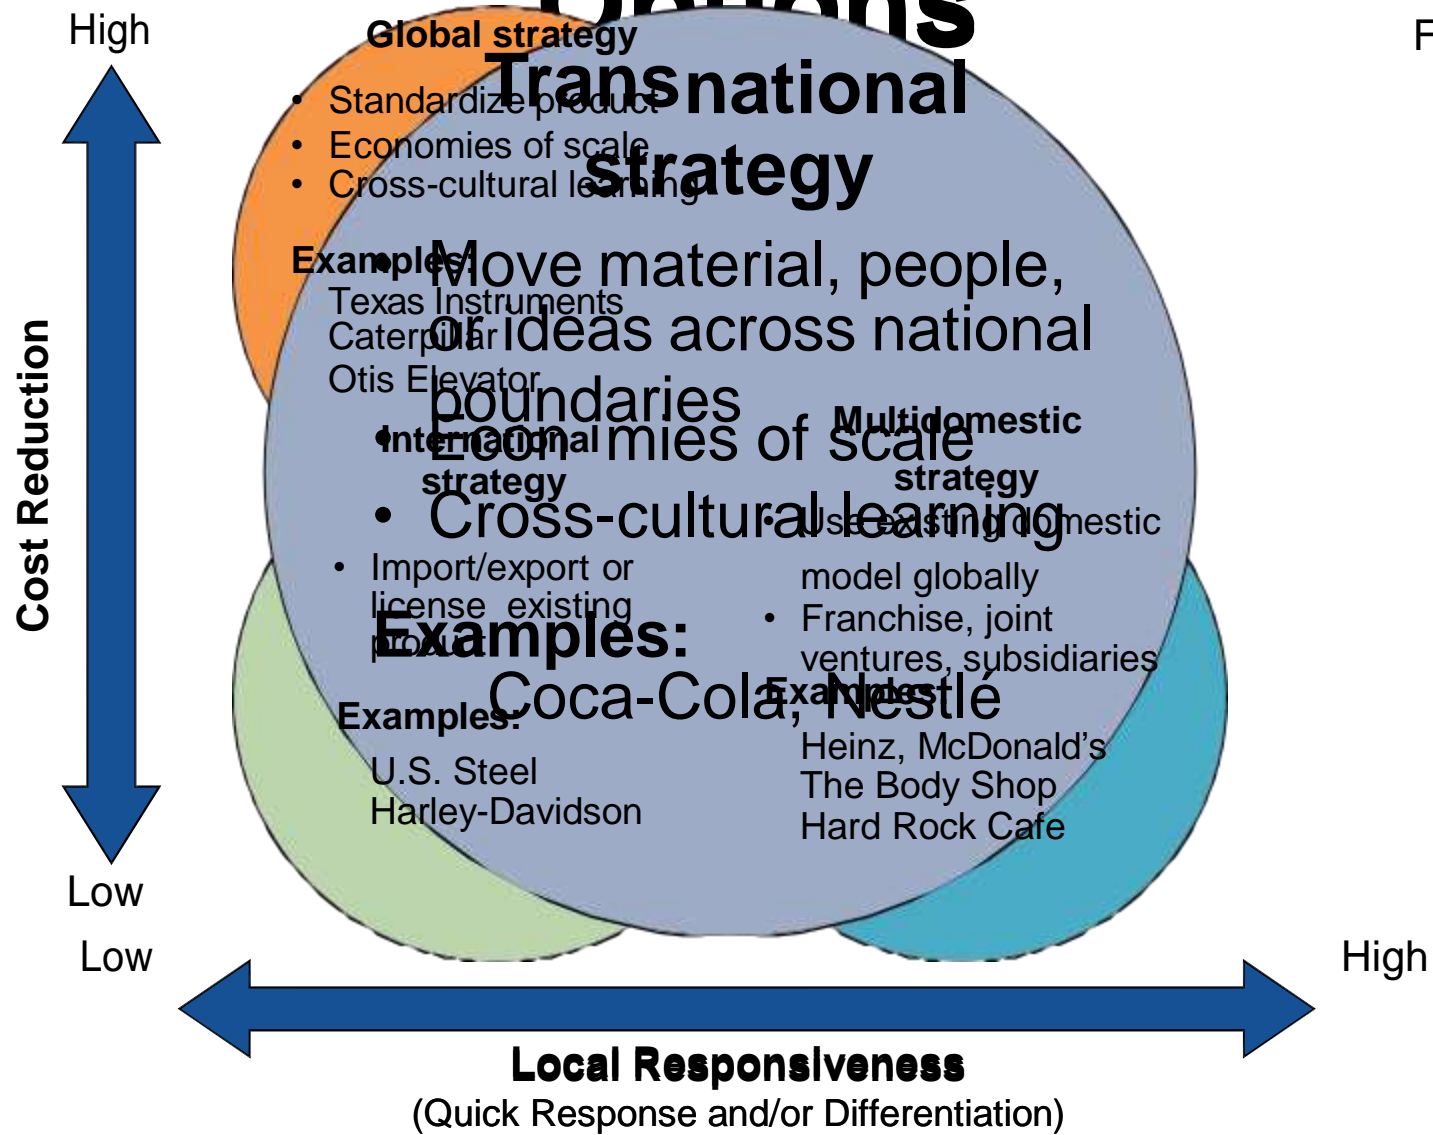 Options
High
F
Global strategy
• Standardize product
• Economies of scale
• Cross-cultural learning
Examples:
Texas Instruments
Caterpillar
Otis Elevator
Transnational
strategy
• Move material, people,
or ideas across national
boundaries
• Econ mies of scale
• Cross-cultural learning
Examples:
Coca-Cola, Nestlé
International
strategy
• Import/export or
license existing
product
Examples:
U.S. Steel
Harley-Davidson
Multidomestic
strategy
• Use existing domestic
model globally
• Franchise, joint
ventures, subsidiaries
Examples:
Heinz, McDonald’s
The Body Shop
Hard Rock Cafe
Cost Reduction
Low
Low
High
Local Responsiveness
(Quick Response and/or Differentiation)